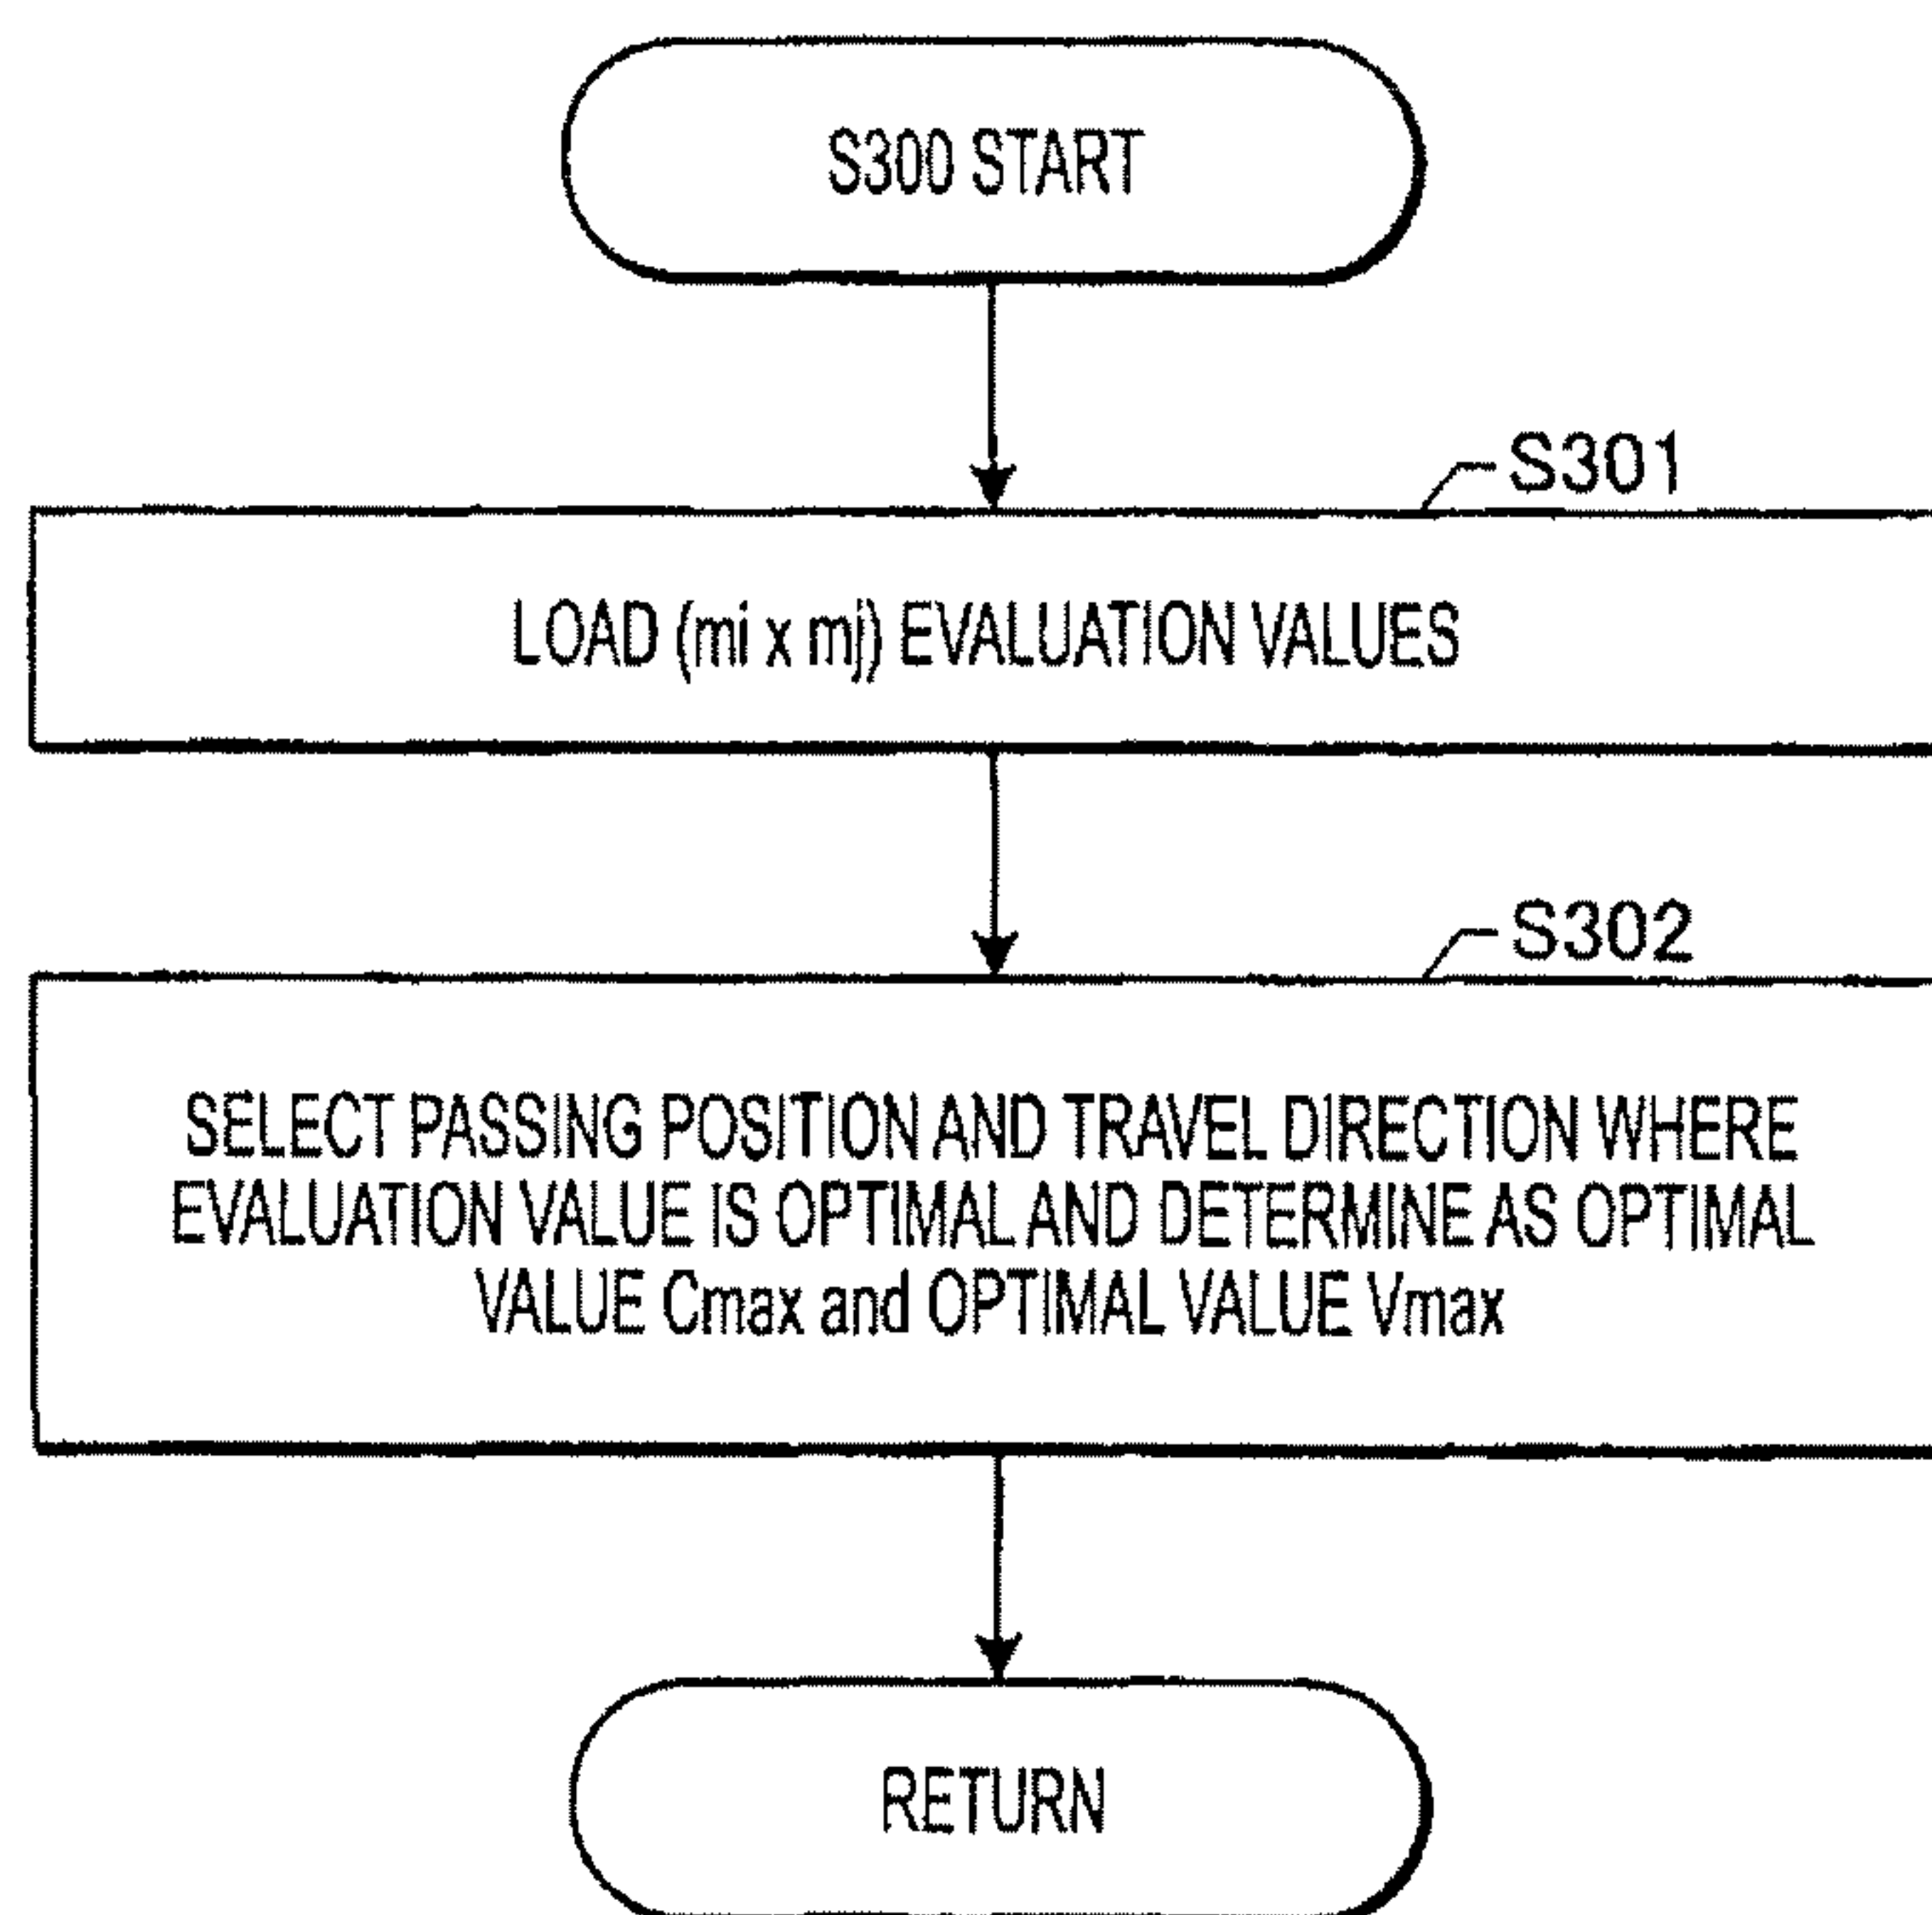 S300 START
S301
LOAD (mi x mj) EVALUATION VALUES
S302
SELECT PASSING POSITION AND TRAVEL DIRECTION WHERE
EVALUATION VALUE IS OPTIMAL AND DETERMINE AS OPTIMAL
VALUE Cmax and OPTIMAL VALUE Vmax
RETURN